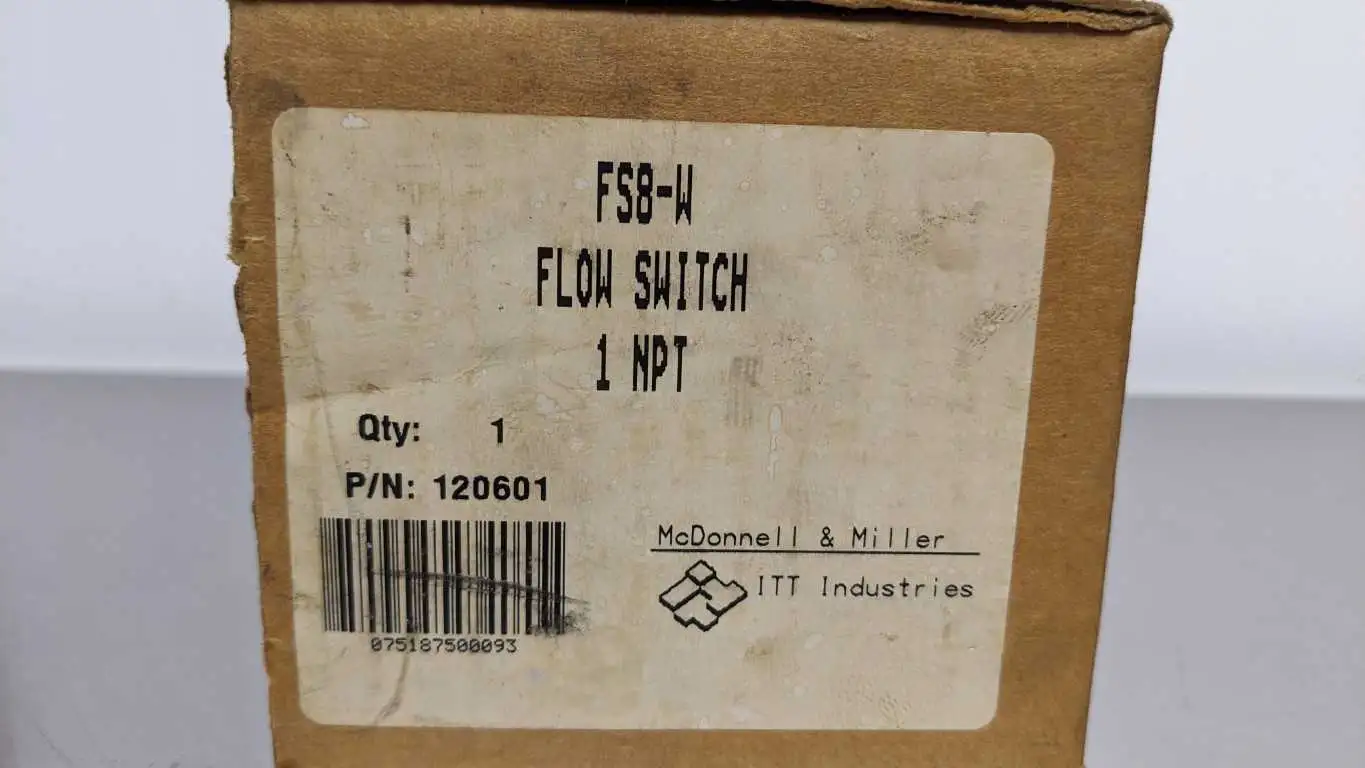 FS8-W
FLOW SWITCH
1 NPT
Qty: 1
P/N: 120601
075187500093
McDonnell & Miller
ITT Industries